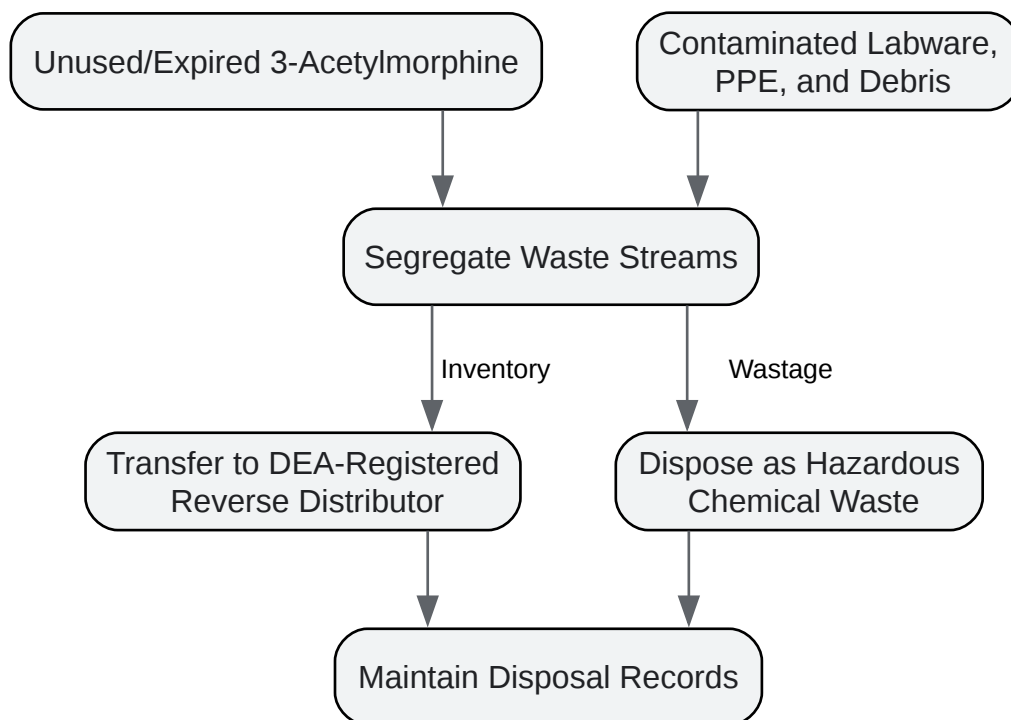 Unused/Expired 3-Acetylmorphine
Contaminated Labware,
PPE, and Debris
Segregate Waste Streams
Inventory
Wastage
Transfer to DEA-Registered
Reverse Distributor
Dispose as Hazardous
Chemical Waste
Maintain Disposal Records